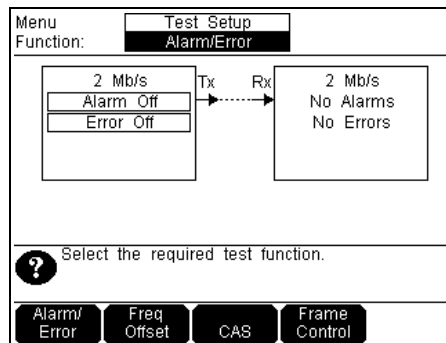 Menu Test Setup
Function: Alarm/Error
2 Mb/s Tx Rx 2 Mb/s
Alarm Off No Alarms
Error Off No Errors
? Select the required test function.
Alarm/ Freq Frame
Error Offset CAS Control